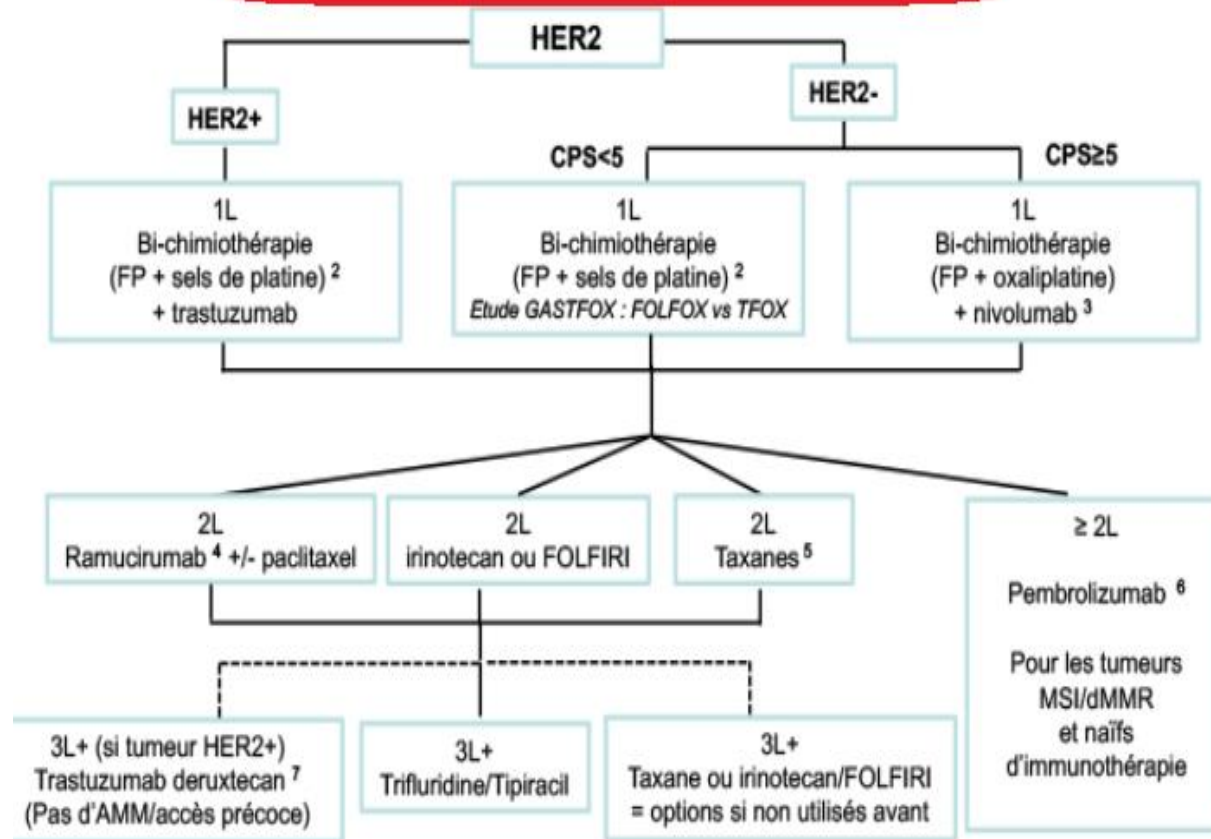 HER2
HER2+
HER2-
CPS<5
CPS≥5
1L
Bi-chimiothérapie
(FP + sels de platine) ²
+ trastuzumab
1L
Bi-chimiothérapie
(FP + sels de platine) ²
Etude GASTFOX : FOLFOX vs TFOX
1L
Bi-chimiothérapie
(FP + oxaliplatine)
+ nivolumab ³
2L
Ramucirumab ⁴ +/- paclitaxel
2L
irinotecan ou FOLFIRI
2L
Taxanes ⁵
≥ 2L
Pembrolizumab ⁶
Pour les tumeurs
MSI/dMMR
et naïfs
d'immunothérapie
3L+ (si tumeur HER2+)
Trastuzumab deruxtecan ⁷
(Pas d'AMM/accès précoce)
3L+
Trifluridine/Tipiracil
3L+
Taxane ou irinotecan/FOLFIRI
= options si non utilisés avant